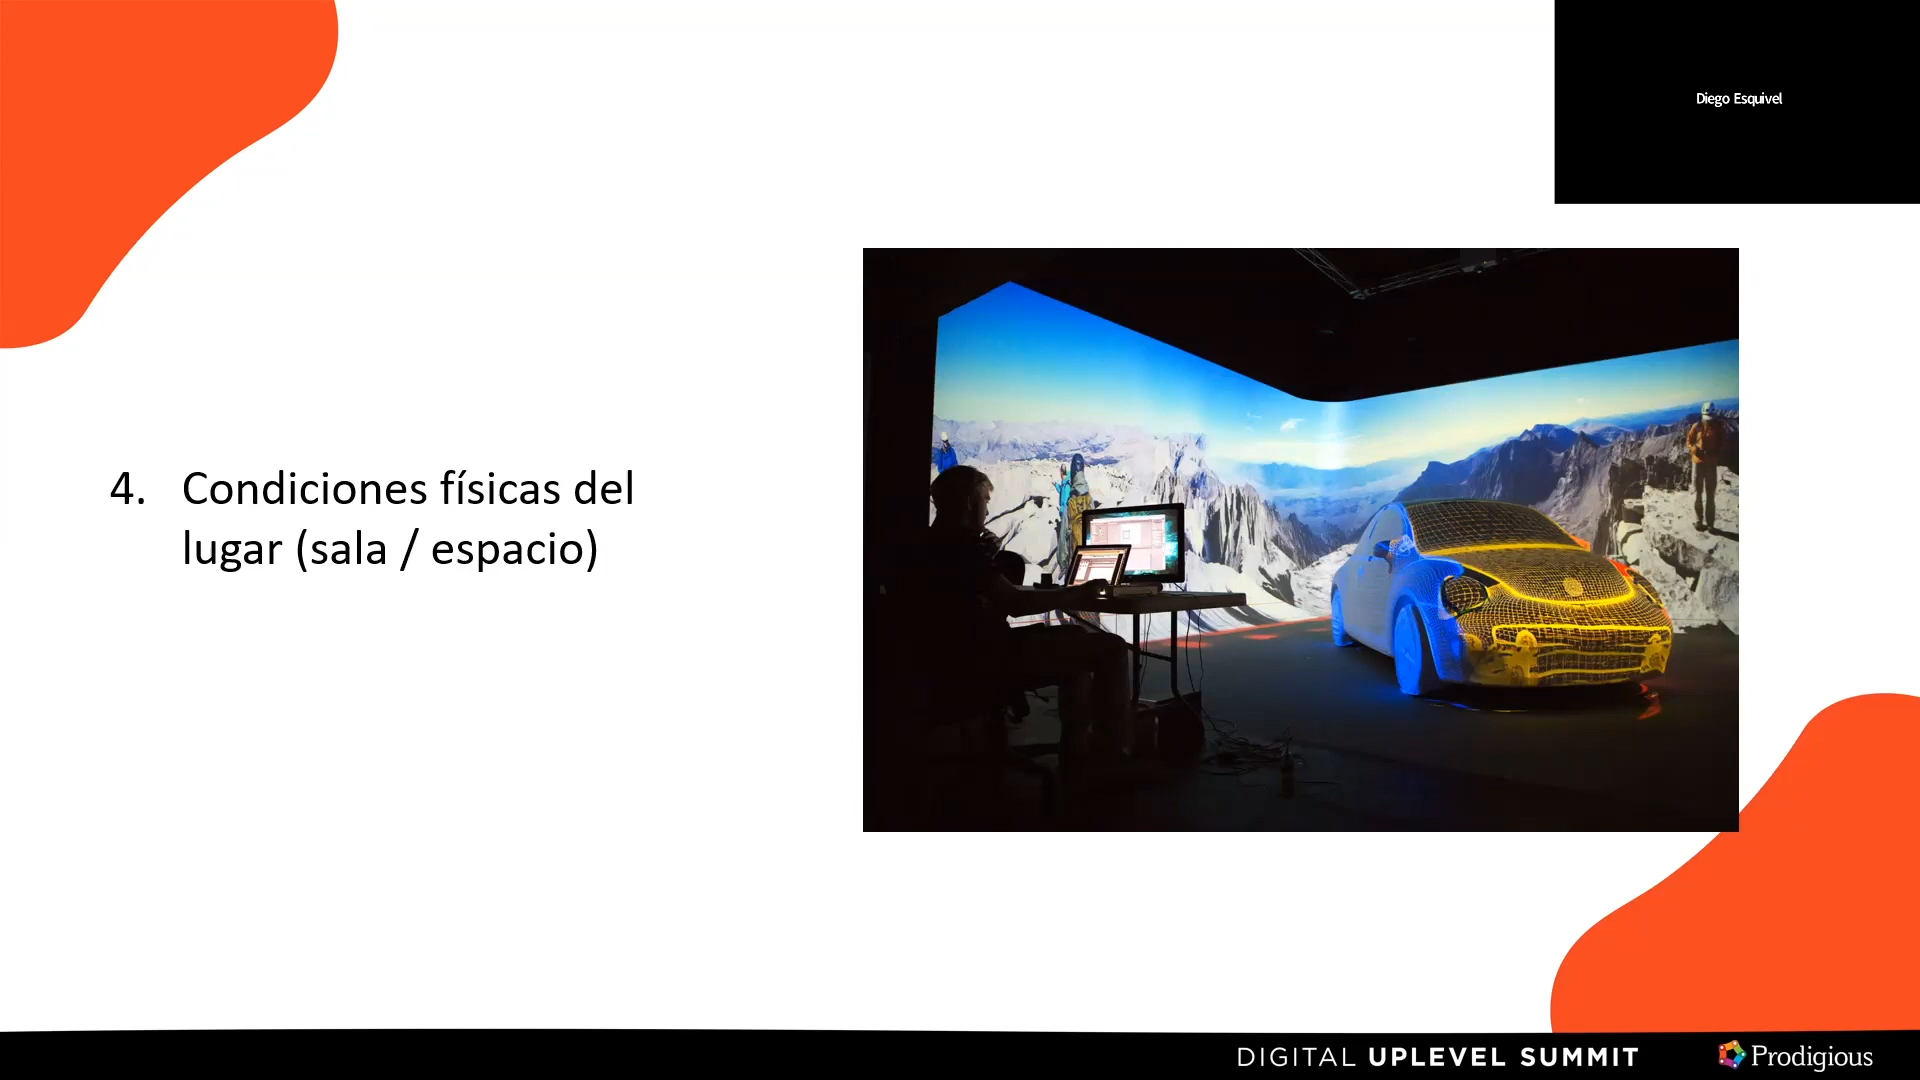 Diego Esquivel
4. Condiciones físicas del
lugar (sala / espacio)
DIGITAL UPLEVEL SUMMIT
Prodigious